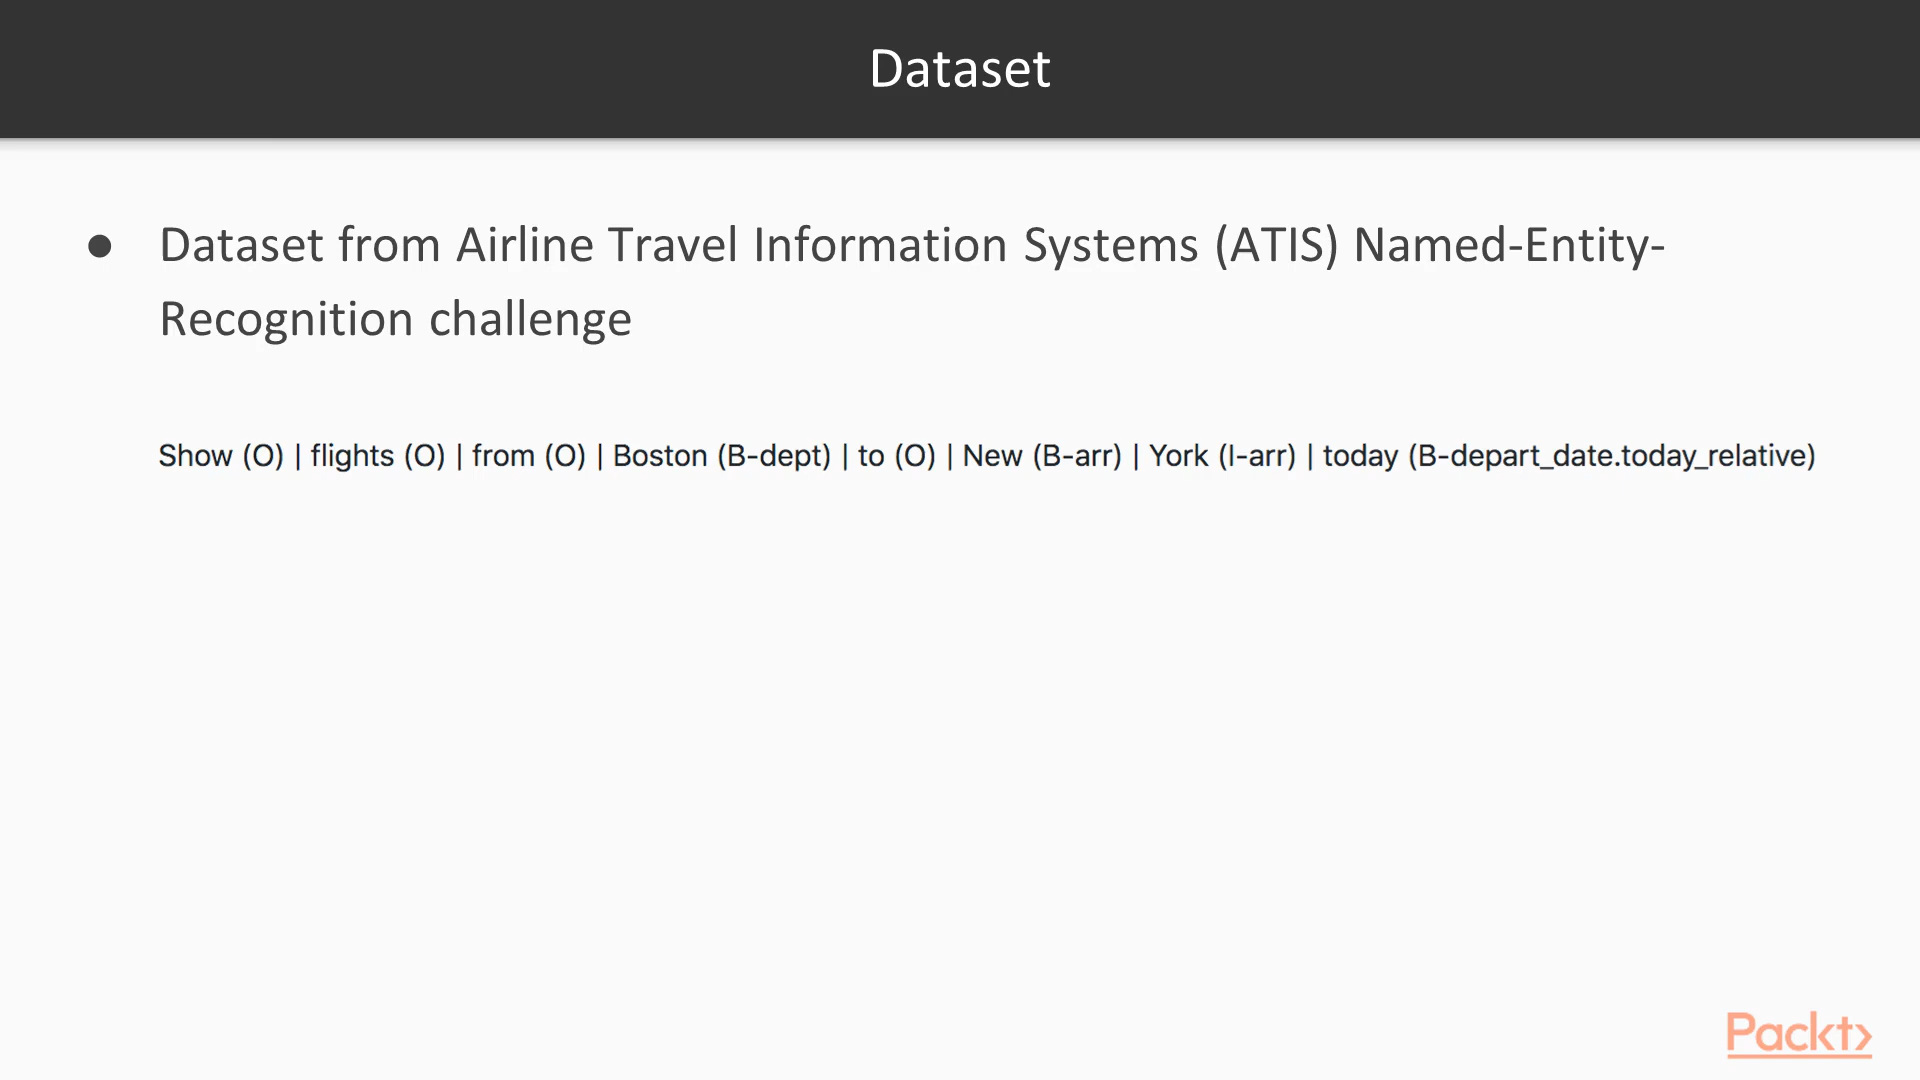 Dataset
● Dataset from Airline Travel Information Systems (ATIS) Named-Entity-
Recognition challenge
Show (O) | flights (O) | from (O) | Boston (B-dept) | to (O) | New (B-arr) | York (I-arr) | today (B-depart_date.today_relative)
Packt>